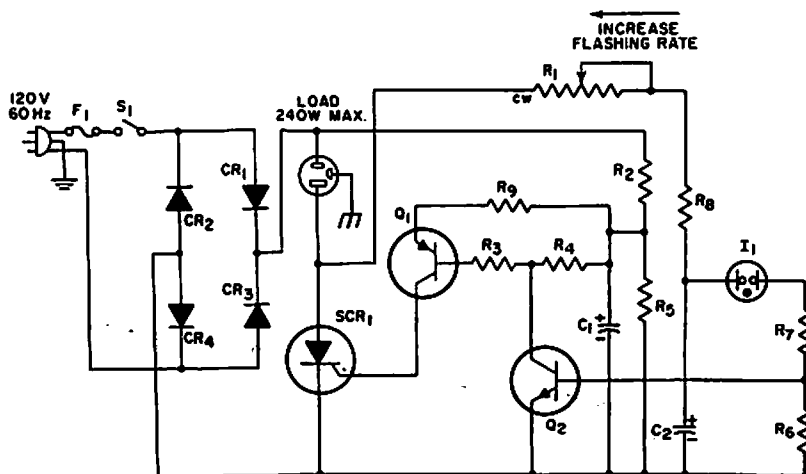 INCREASE
FLASHING RATE
R1
cw
120V
60Hz
F1
S1
LOAD
240W MAX.
CR1
CR2
R2
R9
R8
Q1
R3
R4
I1
CR3
CR4
SCR1
C1
+
-
R5
R7
Q2
C2
+
-
R6